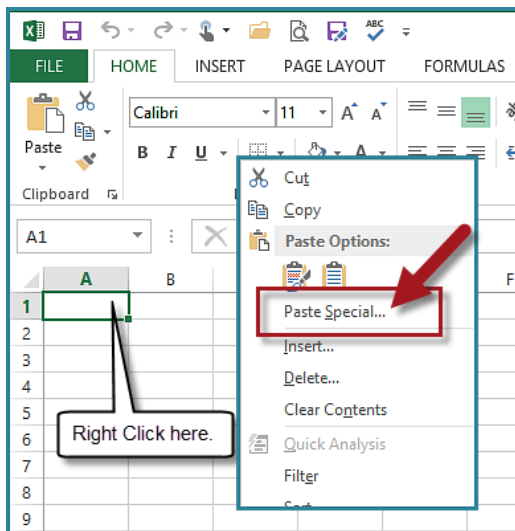 ABC
FILE HOME INSERT PAGE LAYOUT FORMULAS
Calibri 11 A A
Paste
B I U A
Clipboard
A1
A B F
1
2
3
4
5
6
7
8
9
Cut
Copy
Paste Options:
Paste Special...
Insert...
Delete...
Clear Contents
Quick Analysis
Filter
Right Click here.